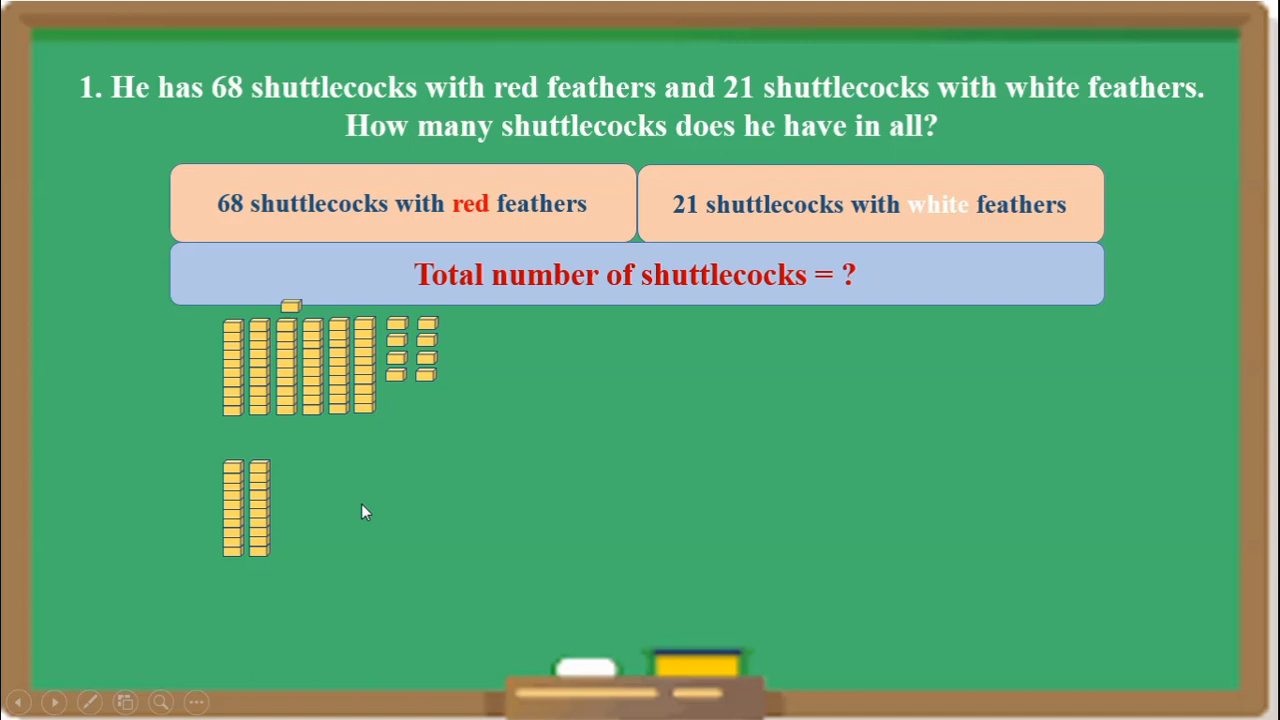 1. He has 68 shuttlecocks with red feathers and 21 shuttlecocks with white feathers.
How many shuttlecocks does he have in all?
68 shuttlecocks with red feathers
21 shuttlecocks with white feathers
Total number of shuttlecocks = ?